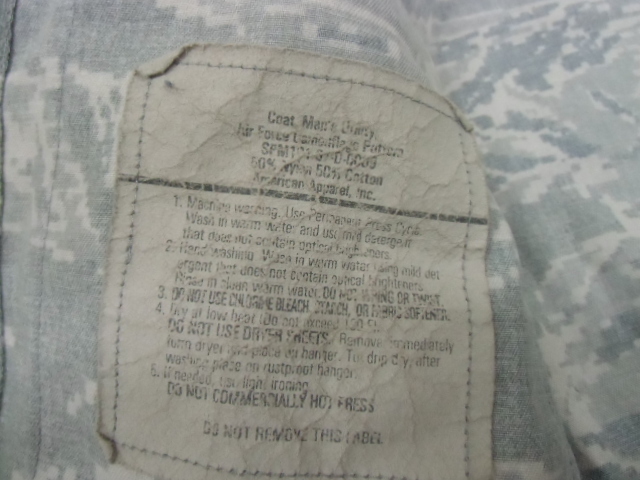 Coat, Man's Utility
Air Force Camouflage Pattern
50% Nylon 50% Cotton
American Apparel, Inc.
1. Machine washing. Use Permanent Press Cycle.
Wash in warm water and use mild detergent
that does not contain optical brighteners.
2. Hand washing. Wash in warm water using mild det
ergent that does not contain optical brighteners.
Rinse in clean warm water. DO NOT WRING OR TWIST.
3. DO NOT USE CHLORINE BLEACH, STARCH, OR FABRIC SOFTENER.
4. Dry at low heat (do not exceed
DO NOT USE DRYER SHEETS. Remove immediately
form dryer and place on hanger. To drip dry, after
washing place on rustproof hanger.
5. If needed, use light ironing.
DO NOT COMMERCIALLY HOT PRESS
DO NOT REMOVE THIS LABEL